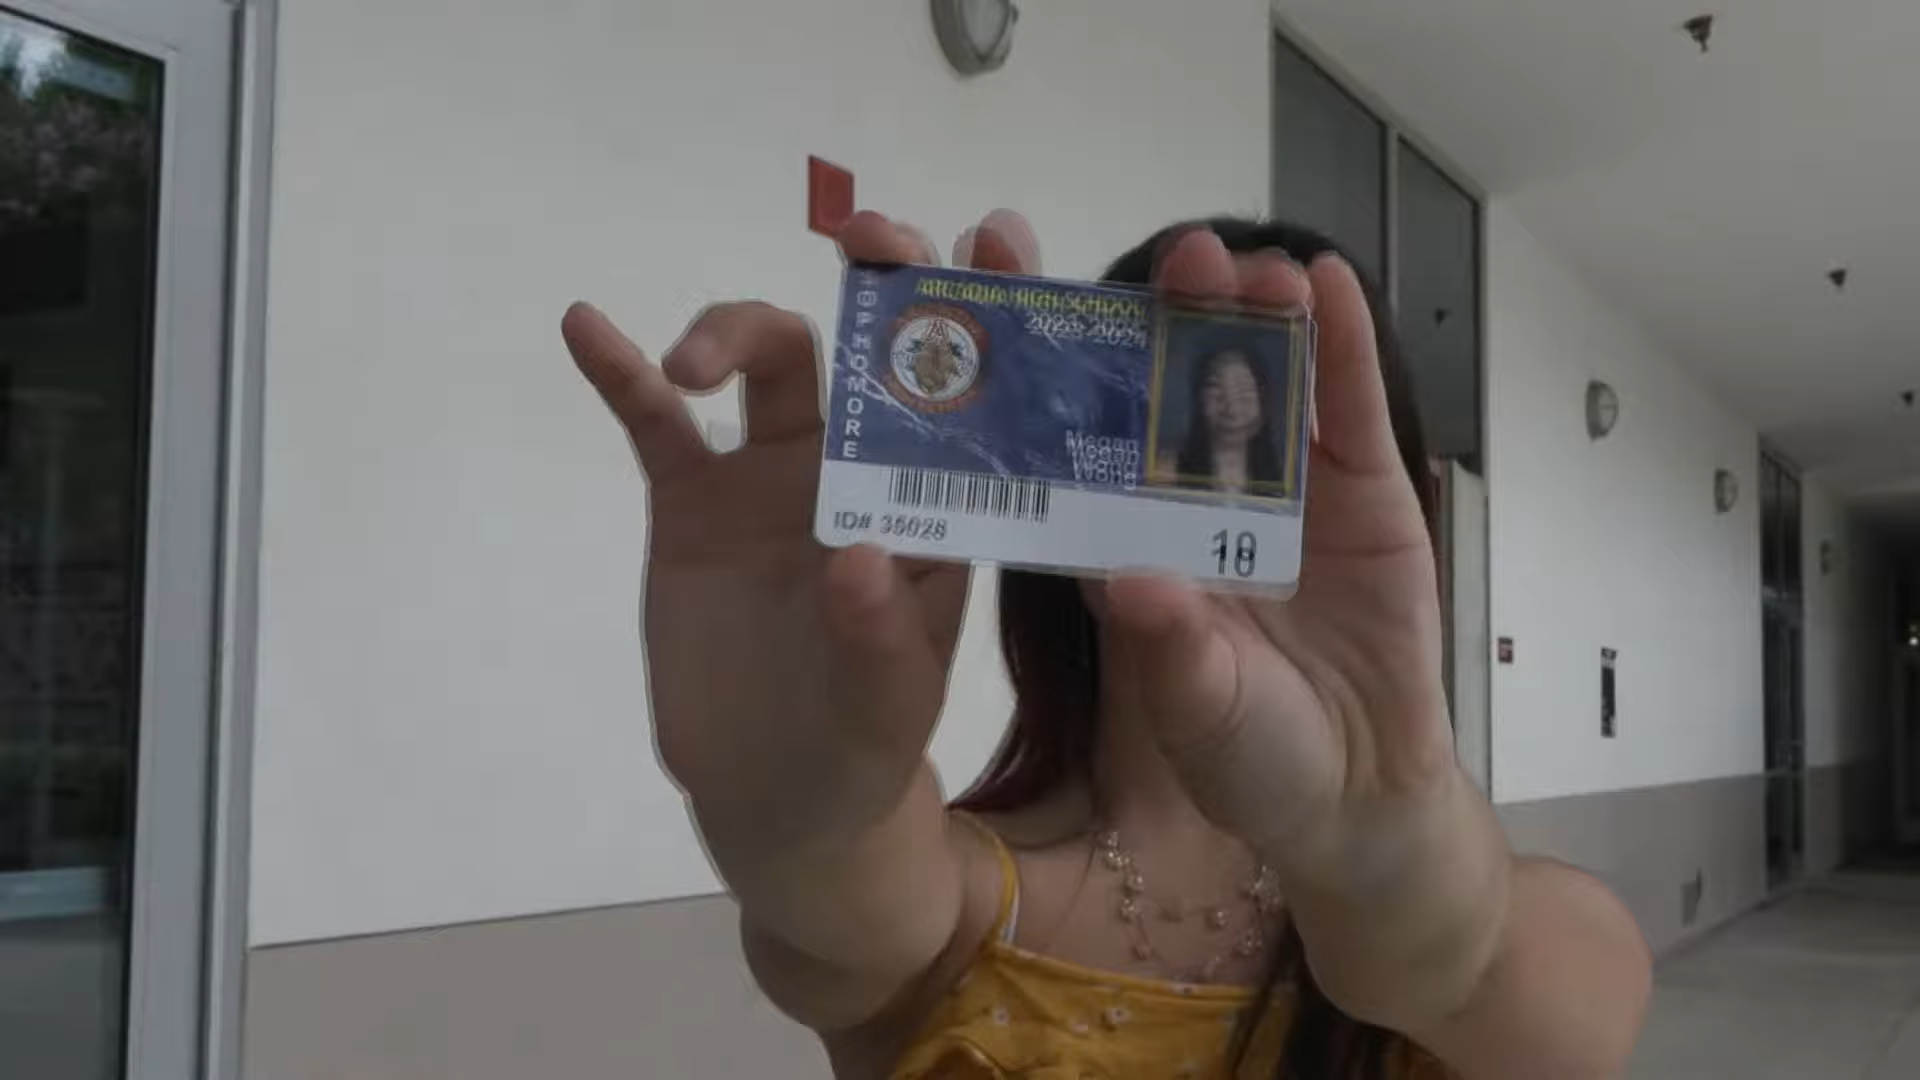 ARCADIA HIGH SCHOOL
2023-2024
SOPHOMORE
Megan
Wong
ID# 35028
10